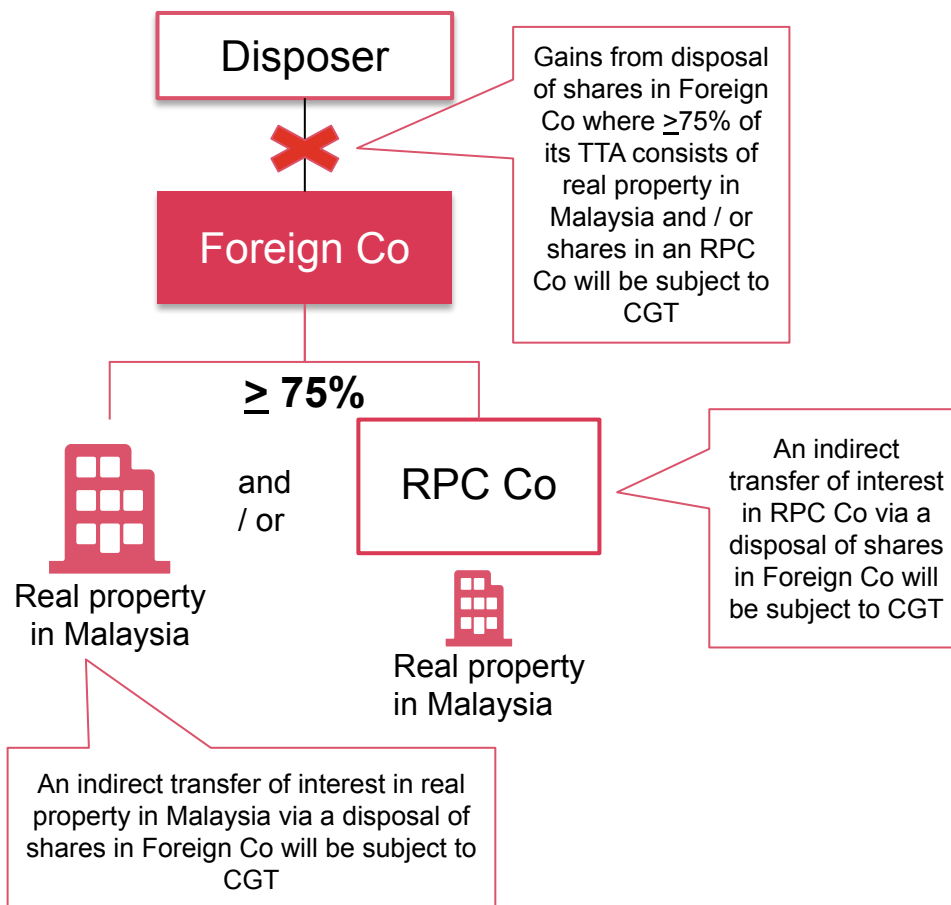 Disposer
Gains from disposal
of shares in Foreign
Co where ≥75% of
its TTA consists of
real property in
Malaysia and / or
shares in an RPC
Co will be subject to
CGT
Foreign Co
≥ 75%
and
/ or
RPC Co
An indirect
transfer of interest
in RPC Co via a
disposal of shares
in Foreign Co will
be subject to CGT
Real property
in Malaysia
Real property
in Malaysia
An indirect transfer of interest in real
property in Malaysia via a disposal of
shares in Foreign Co will be subject to
CGT